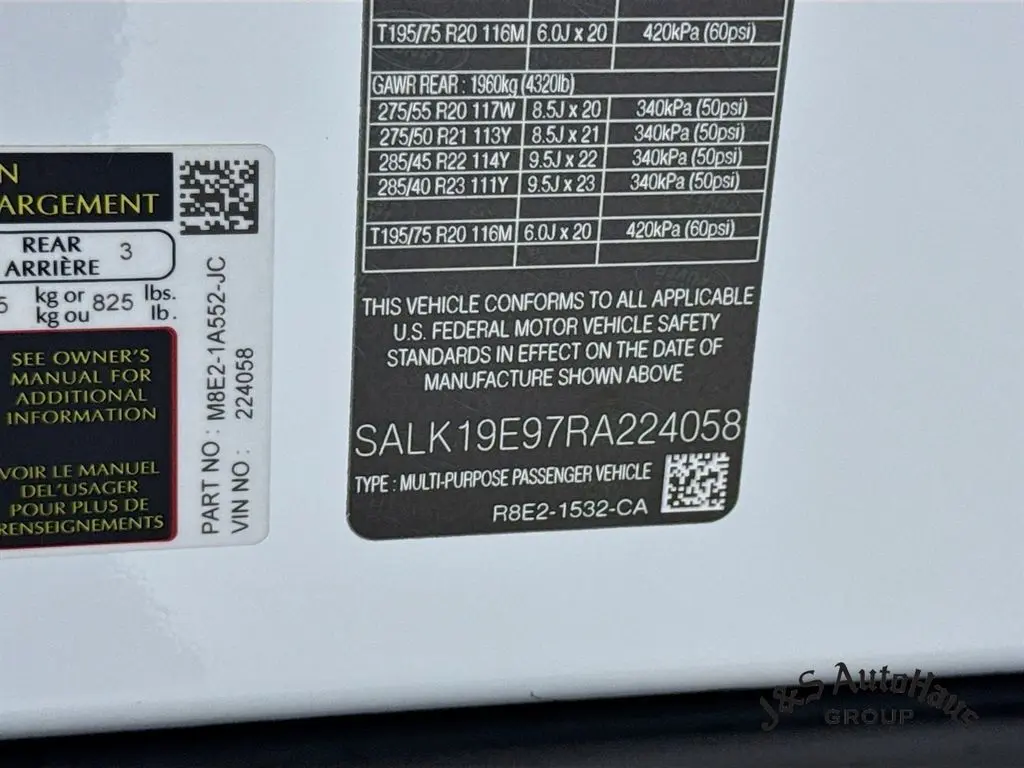 N
ARGEMENT
REAR
ARRIÈRE 3
5 kg or 825 lbs.
kg ou lb.
SEE OWNER'S
MANUAL FOR
ADDITIONAL
INFORMATION
VOIR LE MANUEL
DEL'USAGER
POUR PLUS DE
RENSEIGNEMENTS
PART NO : M8E2-1A552-JC
VIN NO : 224058
T195/75 R20 116M 6.0J x 20 420kPa (60psi)
GAWR REAR : 1960kg (4320lb)
275/55 R20 117W 8.5J x 20 340kPa (50psi)
275/50 R21 113Y 8.5J x 21 340kPa (50psi)
285/45 R22 114Y 9.5J x 22 340kPa (50psi)
285/40 R23 111Y 9.5J x 23 340kPa (50psi)
T195/75 R20 116M 6.0J x 20 420kPa (60psi)
THIS VEHICLE CONFORMS TO ALL APPLICABLE
U.S. FEDERAL MOTOR VEHICLE SAFETY
STANDARDS IN EFFECT ON THE DATE OF
MANUFACTURE SHOWN ABOVE
SALK19E97RA224058
TYPE : MULTI-PURPOSE PASSENGER VEHICLE
R8E2-1532-CA
J&S AutoHaus
GROUP